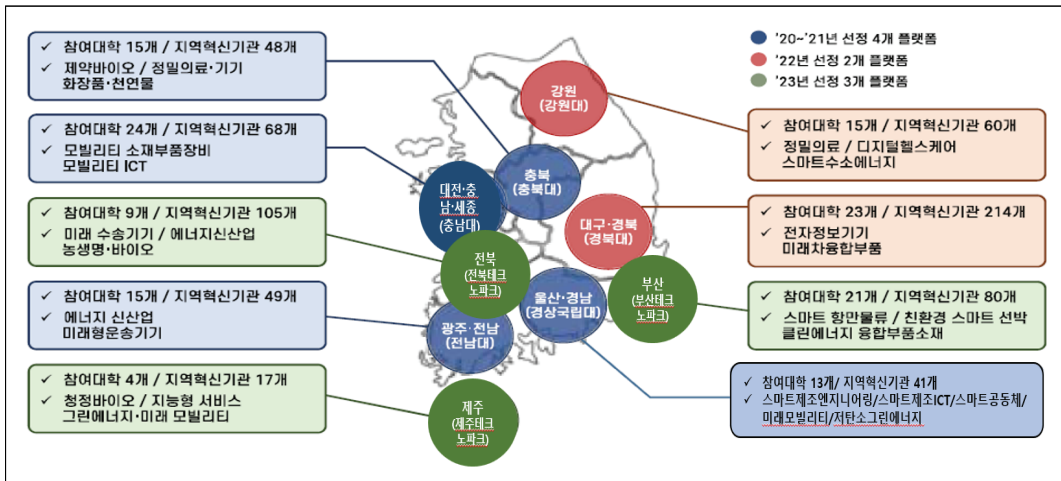 ✓ 참여대학 15개 / 지역혁신기관 48개
✓ 제약바이오 / 정밀의료·기기
화장품·천연물
✓ 참여대학 24개 / 지역혁신기관 68개
✓ 모빌리티 소재부품장비
모빌리티 ICT
✓ 참여대학 9개 / 지역혁신기관 105개
✓ 미래 수송기기 / 에너지신산업
농생명·바이오
✓ 참여대학 15개 / 지역혁신기관 49개
✓ 에너지 신산업
미래형운송기기
✓ 참여대학 4개 / 지역혁신기관 17개
✓ 청정바이오 / 지능형 서비스
그린에너지·미래 모빌리티
강원
(강원대)
충북
(충북대)
대전·충
남·세종
(충남대)
대구·경북
(경북대)
전북
(전북테크
노파크)
울산·경남
(경상국립대)
부산
(부산테크
노파크)
광주·전남
(전남대)
제주
(제주테크
노파크)
'20~'21년 선정 4개 플랫폼
'22년 선정 2개 플랫폼
'23년 선정 3개 플랫폼
✓ 참여대학 15개 / 지역혁신기관 60개
✓ 정밀의료 / 디지털헬스케어
스마트수소에너지
✓ 참여대학 23개 / 지역혁신기관 214개
✓ 전자정보기기
미래차융합부품
✓ 참여대학 21개 / 지역혁신기관 80개
✓ 스마트 항만물류 / 친환경 스마트 선박
클린에너지 융합부품소재
✓ 참여대학 13개/ 지역혁신기관 41개
✓ 스마트제조엔지니어링/스마트제조ICT/스마트공동체/
미래모빌리티/저탄소그린에너지